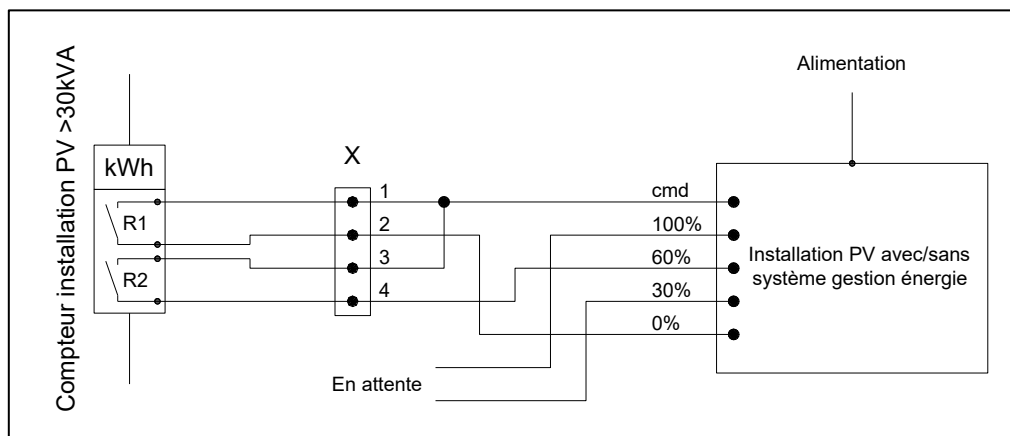 Compteur installation PV >30kVA
kWh
R1
R2
X
1
2
3
4
cmd
100%
60%
30%
0%
En attente
Alimentation
Installation PV avec/sans
système gestion énergie